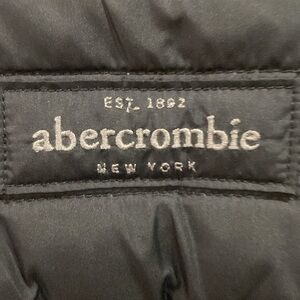 EST. 1892
abercrombie
NEW YORK